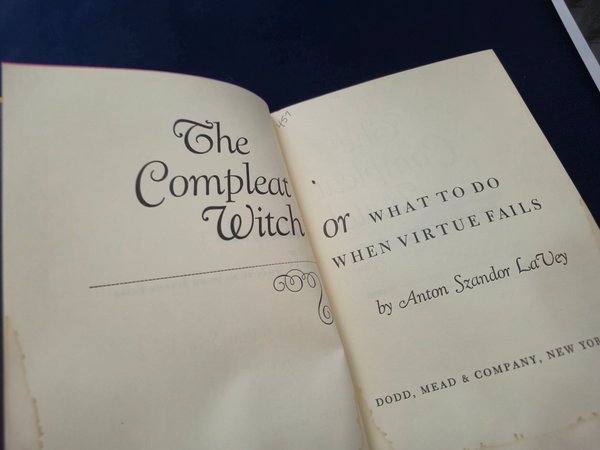 The
Compleat
Witch
457
or WHAT TO DO
WHEN VIRTUE FAILS
by Anton Szandor LaVey
DODD, MEAD & COMPANY, NEW YOR